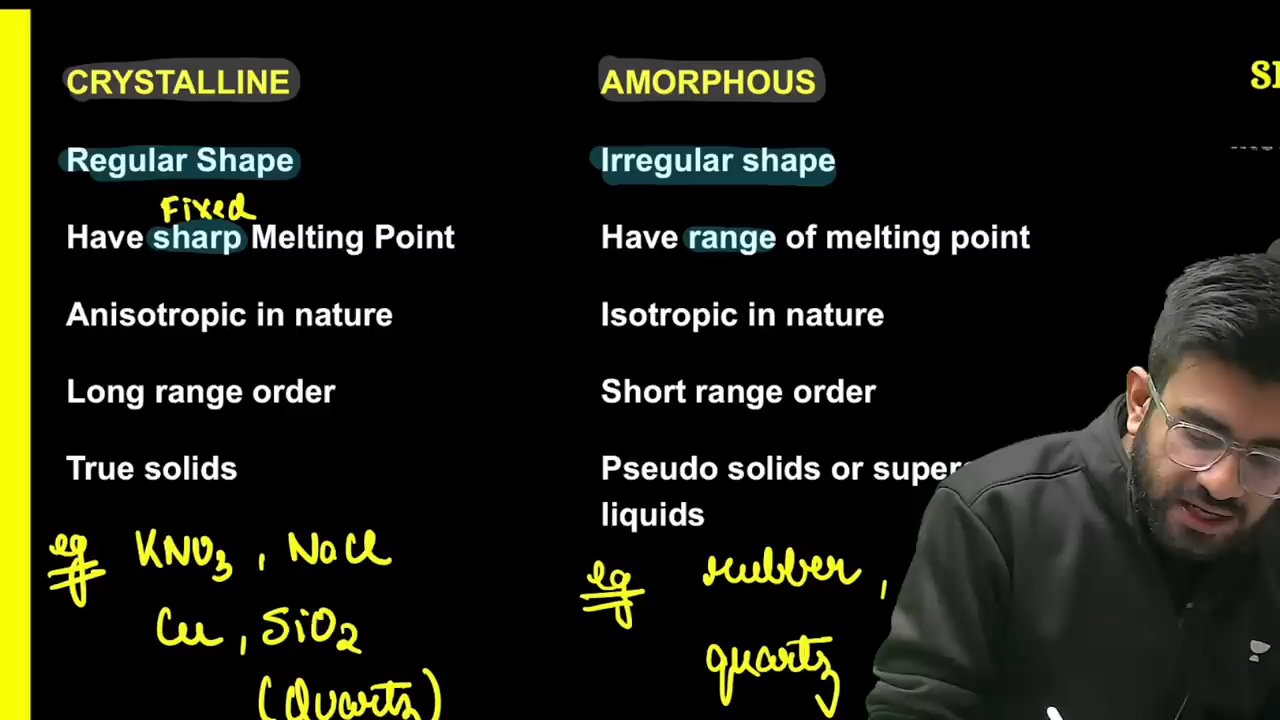 CRYSTALLINE
AMORPHOUS
Regular Shape
Irregular shape
Fixed
Have sharp Melting Point
Have range of melting point
Anisotropic in nature
Isotropic in nature
Long range order
Short range order
True solids
Pseudo solids or
liquids
eg KNO3, NaCl
Cu, SiO2
(Quartz)
eg rubber,
quartz